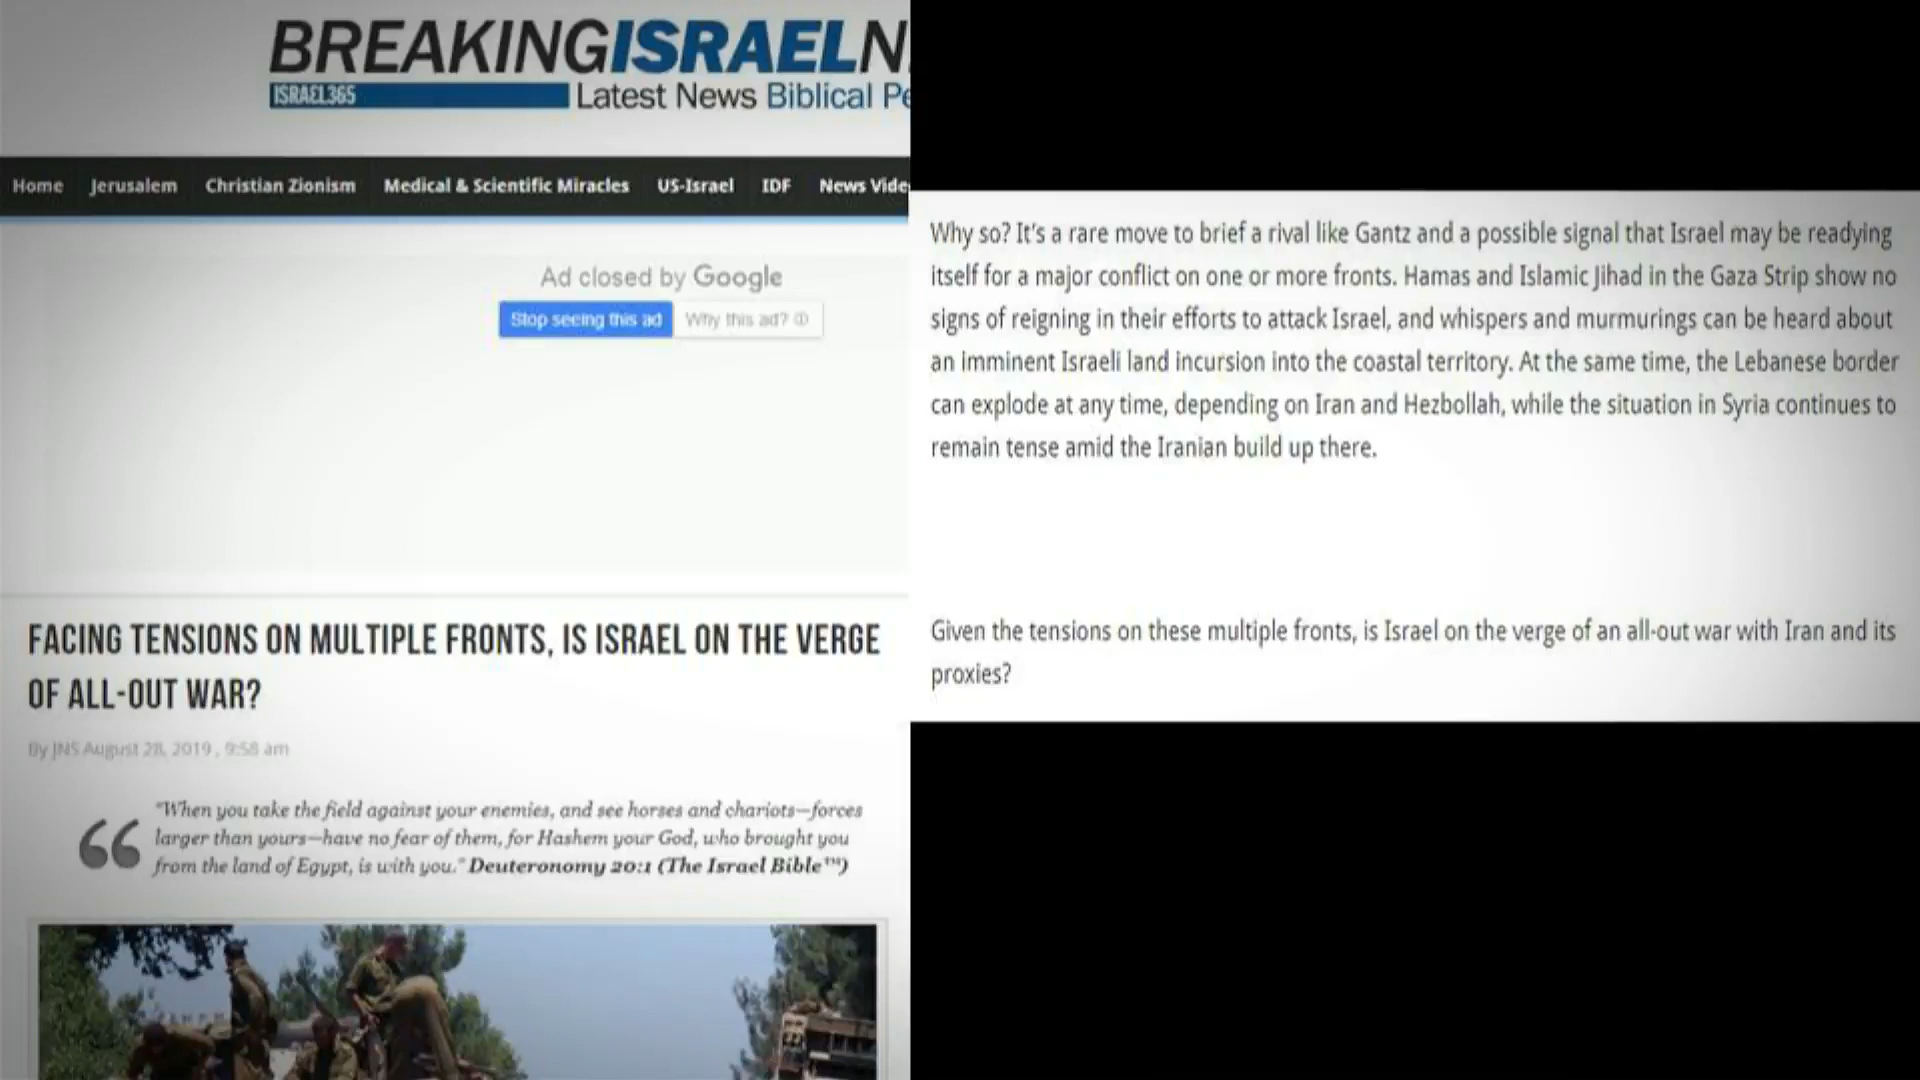 BREAKINGISRAELN
ISRAEL365
Latest News Biblical Pe
Home Jerusalem Christian Zionism Medical & Scientific Miracles US-Israel IDF News Vide
Ad closed by Google
Stop seeing this ad Why this ad?
FACING TENSIONS ON MULTIPLE FRONTS, IS ISRAEL ON THE VERGE
OF ALL-OUT WAR?
By JNS August 28, 2019 , 9:58 am
“When you take the field against your enemies, and see horses and chariots—forces
larger than yours—have no fear of them, for Hashem your God, who brought you
from the land of Egypt, is with you.” Deuteronomy 20:1 (The Israel Bible™)
Why so? It’s a rare move to brief a rival like Gantz and a possible signal that Israel may be readying
itself for a major conflict on one or more fronts. Hamas and Islamic Jihad in the Gaza Strip show no
signs of reigning in their efforts to attack Israel, and whispers and murmurings can be heard about
an imminent Israeli land incursion into the coastal territory. At the same time, the Lebanese border
can explode at any time, depending on Iran and Hezbollah, while the situation in Syria continues to
remain tense amid the Iranian build up there.
Given the tensions on these multiple fronts, is Israel on the verge of an all-out war with Iran and its
proxies?